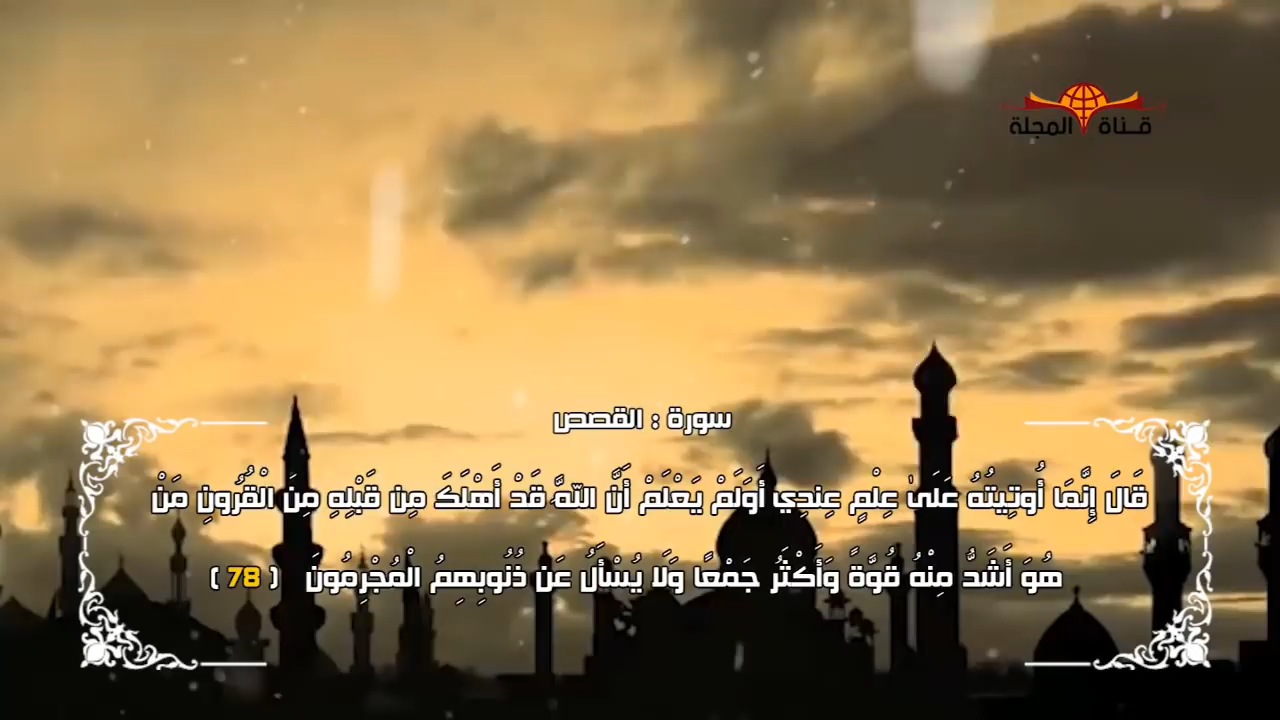 قناة المجلة
سورة : القصص
قَالَ إِنَّمَا أُوتِيتُهُ عَلَىٰ عِلْمٍ عِندِي أَوَلَمْ يَعْلَمْ أَنَّ اللَّهَ قَدْ أَهْلَكَ مِن قَبْلِهِ مِنَ الْقُرُونِ مَنْ
هُوَ أَشَدُّ مِنْهُ قُوَّةً وَأَكْثَرُ جَمْعًا وَلَا يُسْأَلُ عَن ذُنُوبِهِمُ الْمُجْرِمُونَ ( 78 )